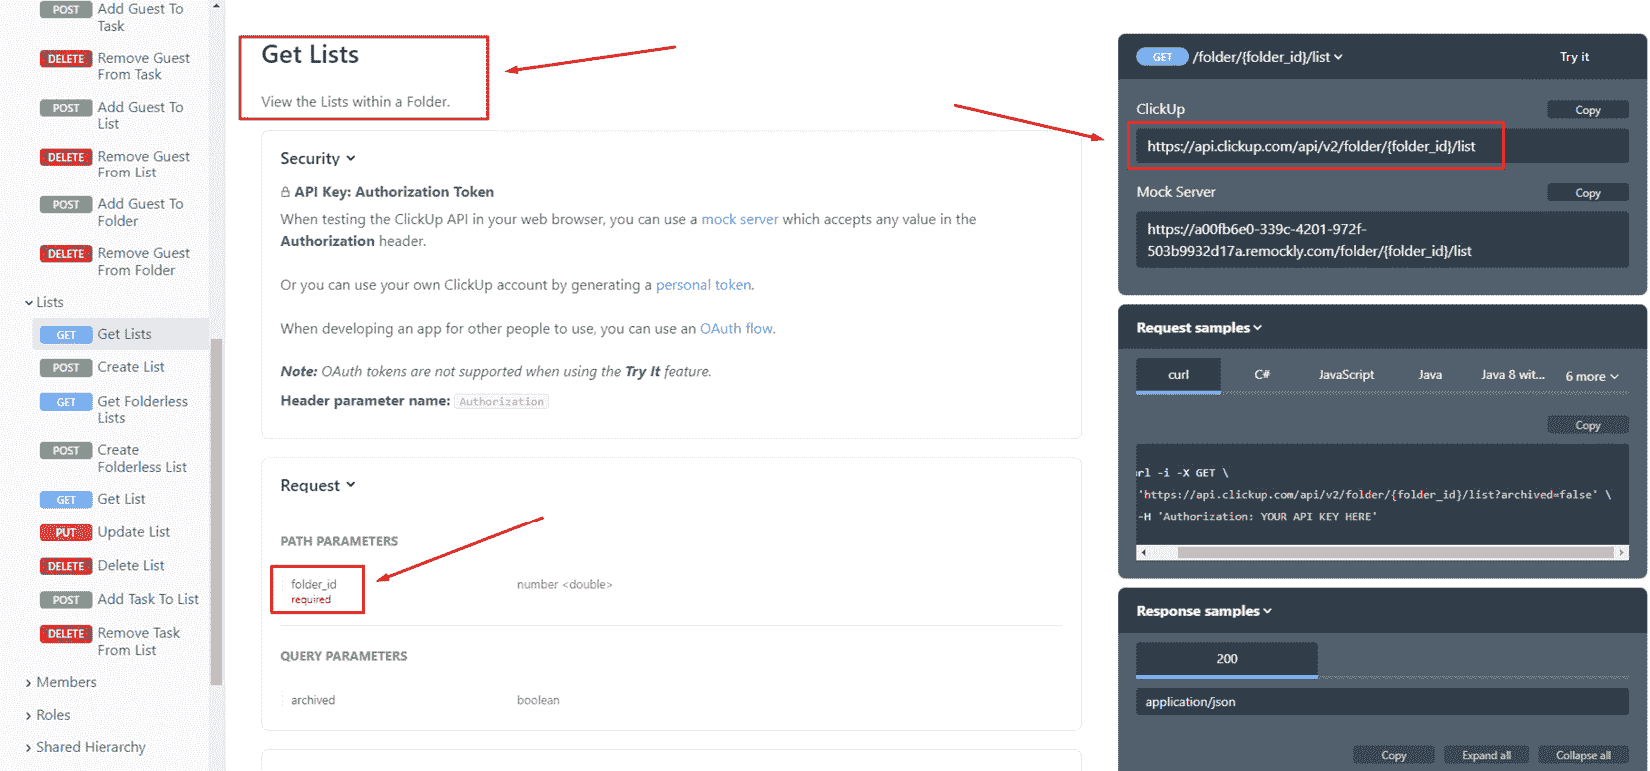 POST Add Guest To
Task
DELETE Remove Guest
From Task
POST Add Guest To
List
DELETE Remove Guest
From List
POST Add Guest To
Folder
DELETE Remove Guest
From Folder
Lists
GET Get Lists
POST Create List
GET Get Folderless
Lists
POST Create
Folderless List
GET Get List
PUT Update List
DELETE Delete List
POST Add Task To List
DELETE Remove Task
From List
Members
Roles
Shared Hierarchy
Get Lists
View the Lists within a Folder.
Security
API Key: Authorization Token
When testing the ClickUp API in your web browser, you can use a mock server which accepts any value in the
Authorization header.
Or you can use your own ClickUp account by generating a personal token.
When developing an app for other people to use, you can use an OAuth flow.
Note: OAuth tokens are not supported when using the Try It feature.
Header parameter name: Authorization
Request
PATH PARAMETERS
folder_id number <double>
required
QUERY PARAMETERS
archived boolean
GET /folder/{folder_id}/list Try it
ClickUp Copy
https://api.clickup.com/api/v2/folder/{folder_id}/list
Mock Server Copy
https://a00fb6e0-339c-4201-972f-
503b9932d17a.remockly.com/folder/{folder_id}/list
Request samples
curl C# JavaScript Java Java 8 wit... 6 more
Copy
url -i -X GET \
'https://api.clickup.com/api/v2/folder/{folder_id}/list?archived=false' \
-H 'Authorization: YOUR API KEY HERE'
Response samples
200
application/json
Copy Expand all Collapse all